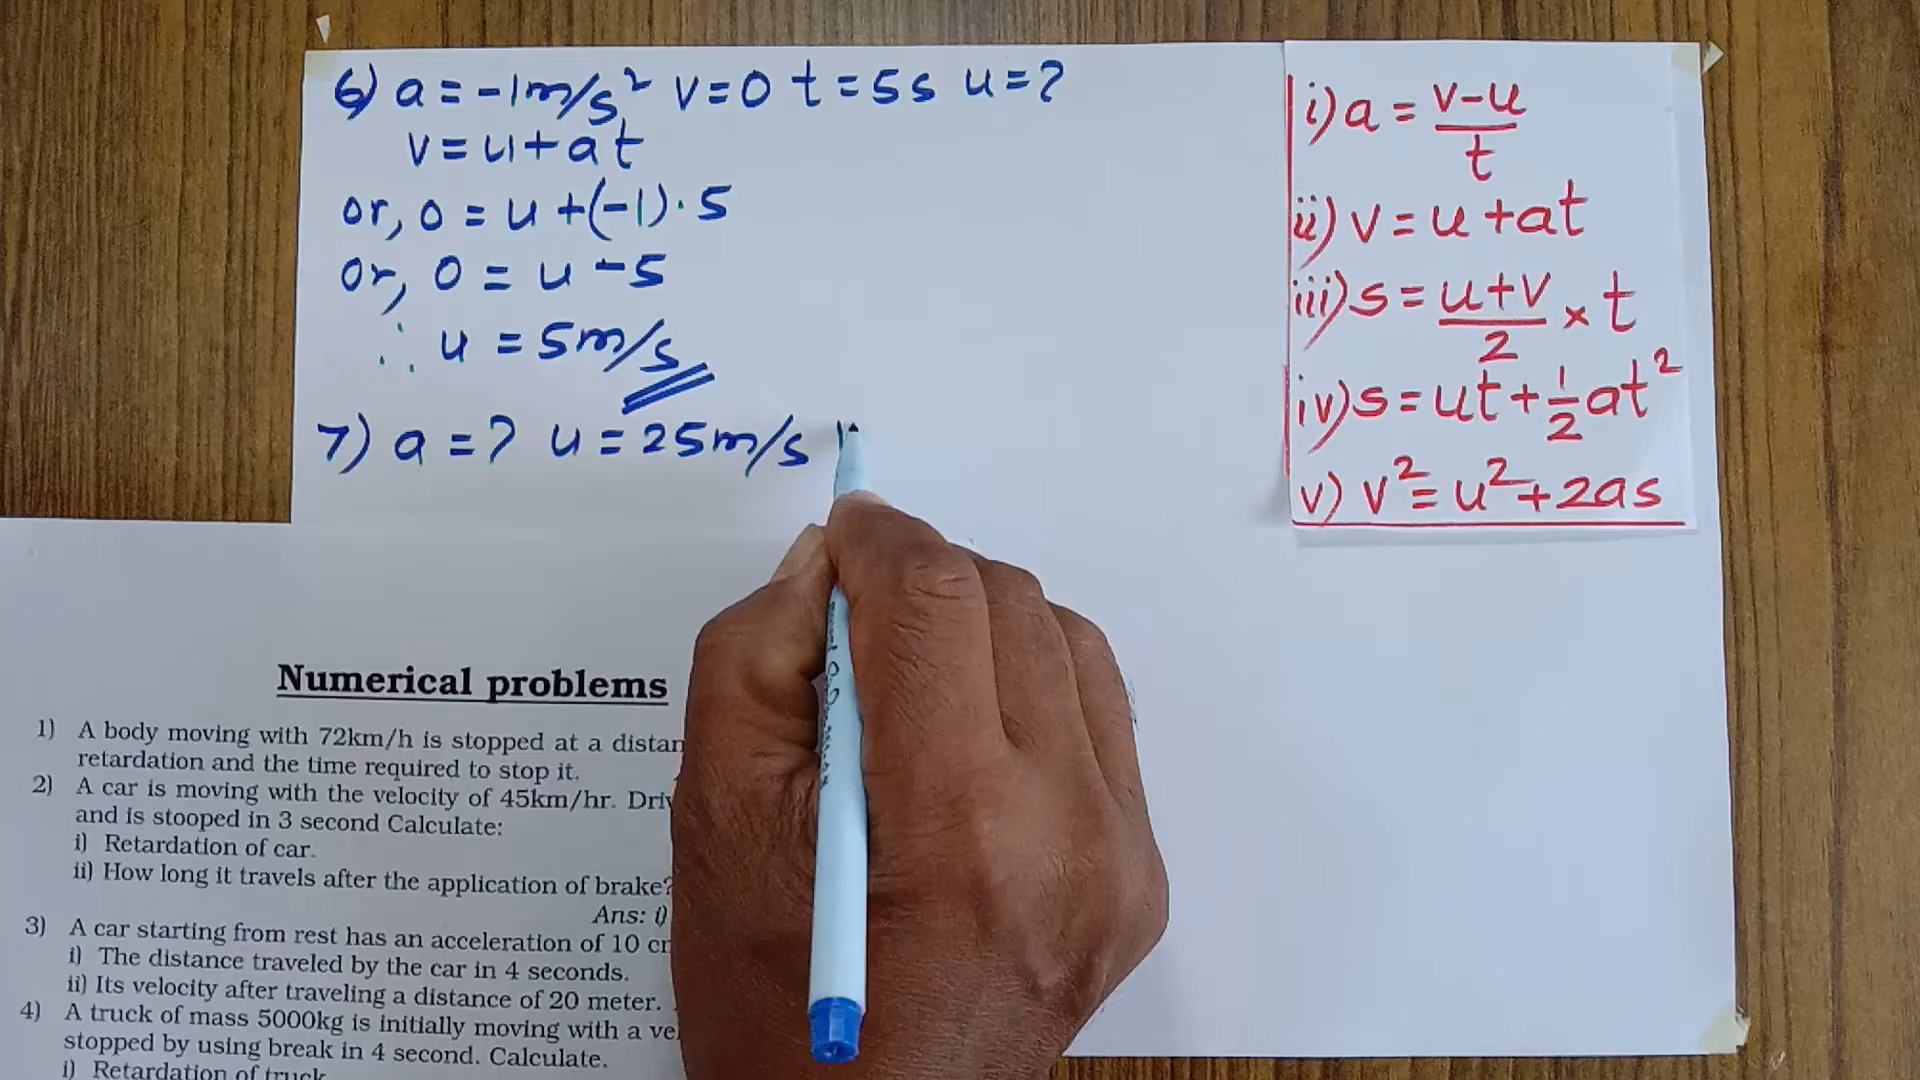 6) a = -1m/s² v=0 t=5s u=?
v=u+at
or, 0 = u+(-1)·5
or, 0 = u-5
∴ u = 5m/s
7) a=? u=25m/s
i) a = v-u/t
ii) v=u+at
iii) s = u+v/2 × t
iv) s=ut+1/2at²
v) v²=u²+2as
Numerical problems
1) A body moving with 72km/h is stopped at a
retardation and the time required to stop it.
2) A car is moving with the velocity of 45km/hr.
and is stooped in 3 second Calculate:
i) Retardation of car.
ii) How long it travels after the application of brake?
Ans: i)
3) A car starting from rest has an acceleration of 10
i) The distance traveled by the car in 4 seconds.
ii) Its velocity after traveling a distance of 20 meter.
4) A truck of mass 5000kg is initially moving with a
stopped by using break in 4 second. Calculate.
i) Retardation of truck